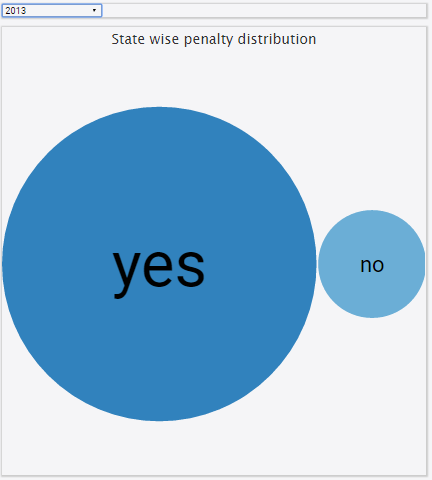 2013
State wise penalty distribution
yes
no